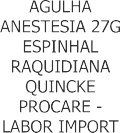 AGULHA
ANESTESIA 27G
ESPINHAL
RAQUIDIANA
QUINCKE
PROCARE -
LABOR IMPORT